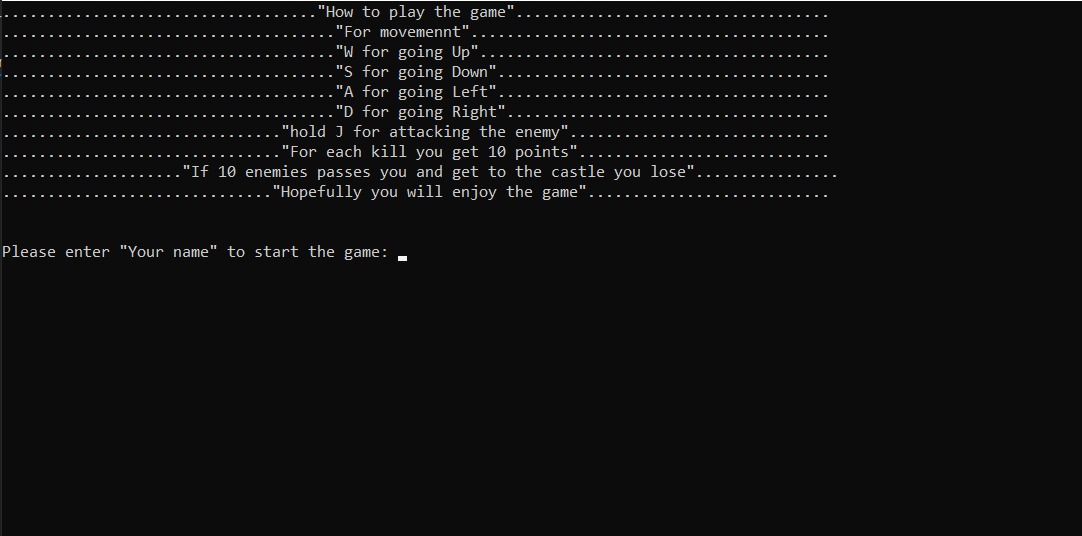 ..................................."How to play the game"...................................
....................................."For movemennt"........................................
....................................."W for going Up".......................................
....................................."S for going Down".....................................
....................................."A for going Left".....................................
....................................."D for going Right"....................................
..............................."hold J for attacking the enemy".............................
..............................."For each kill you get 10 points"............................
...................."If 10 enemies passes you and get to the castle you lose"................
.............................."Hopefully you will enjoy the game"...........................
Please enter "Your name" to start the game: